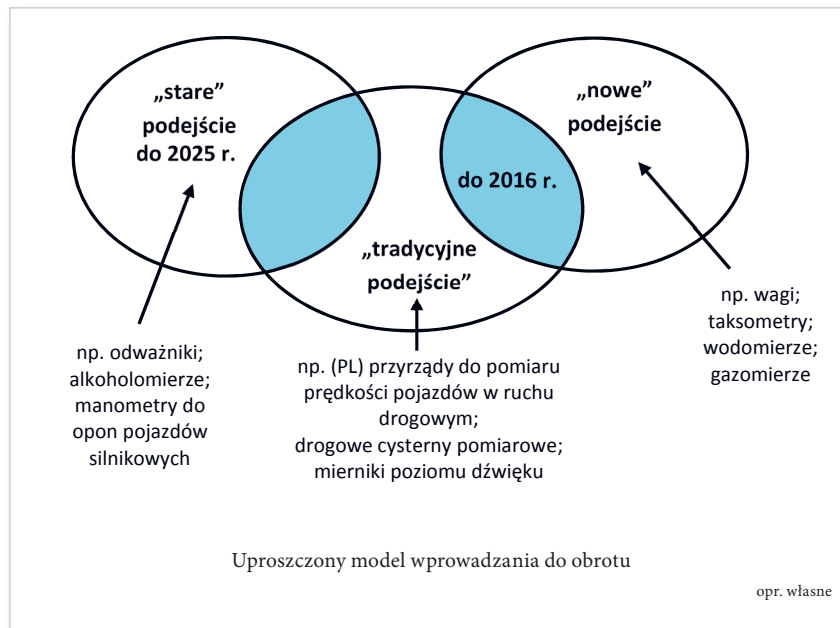 „stare”
podejście
do 2025 r.
„nowe”
podejście
do 2016 r.
„tradycyjne
podejście”
np. odważniki;
alkoholomierze;
manometry do
opon pojazdów
silnikowych
np. (PL) przyrządy do pomiaru
prędkości pojazdów w ruchu
drogowym;
drogowe cysterny pomiarowe;
mierniki poziomu dźwięku
np. wagi;
taksometry;
wodomierze;
gazomierze
Uproszczony model wprowadzania do obrotu
opr. własne